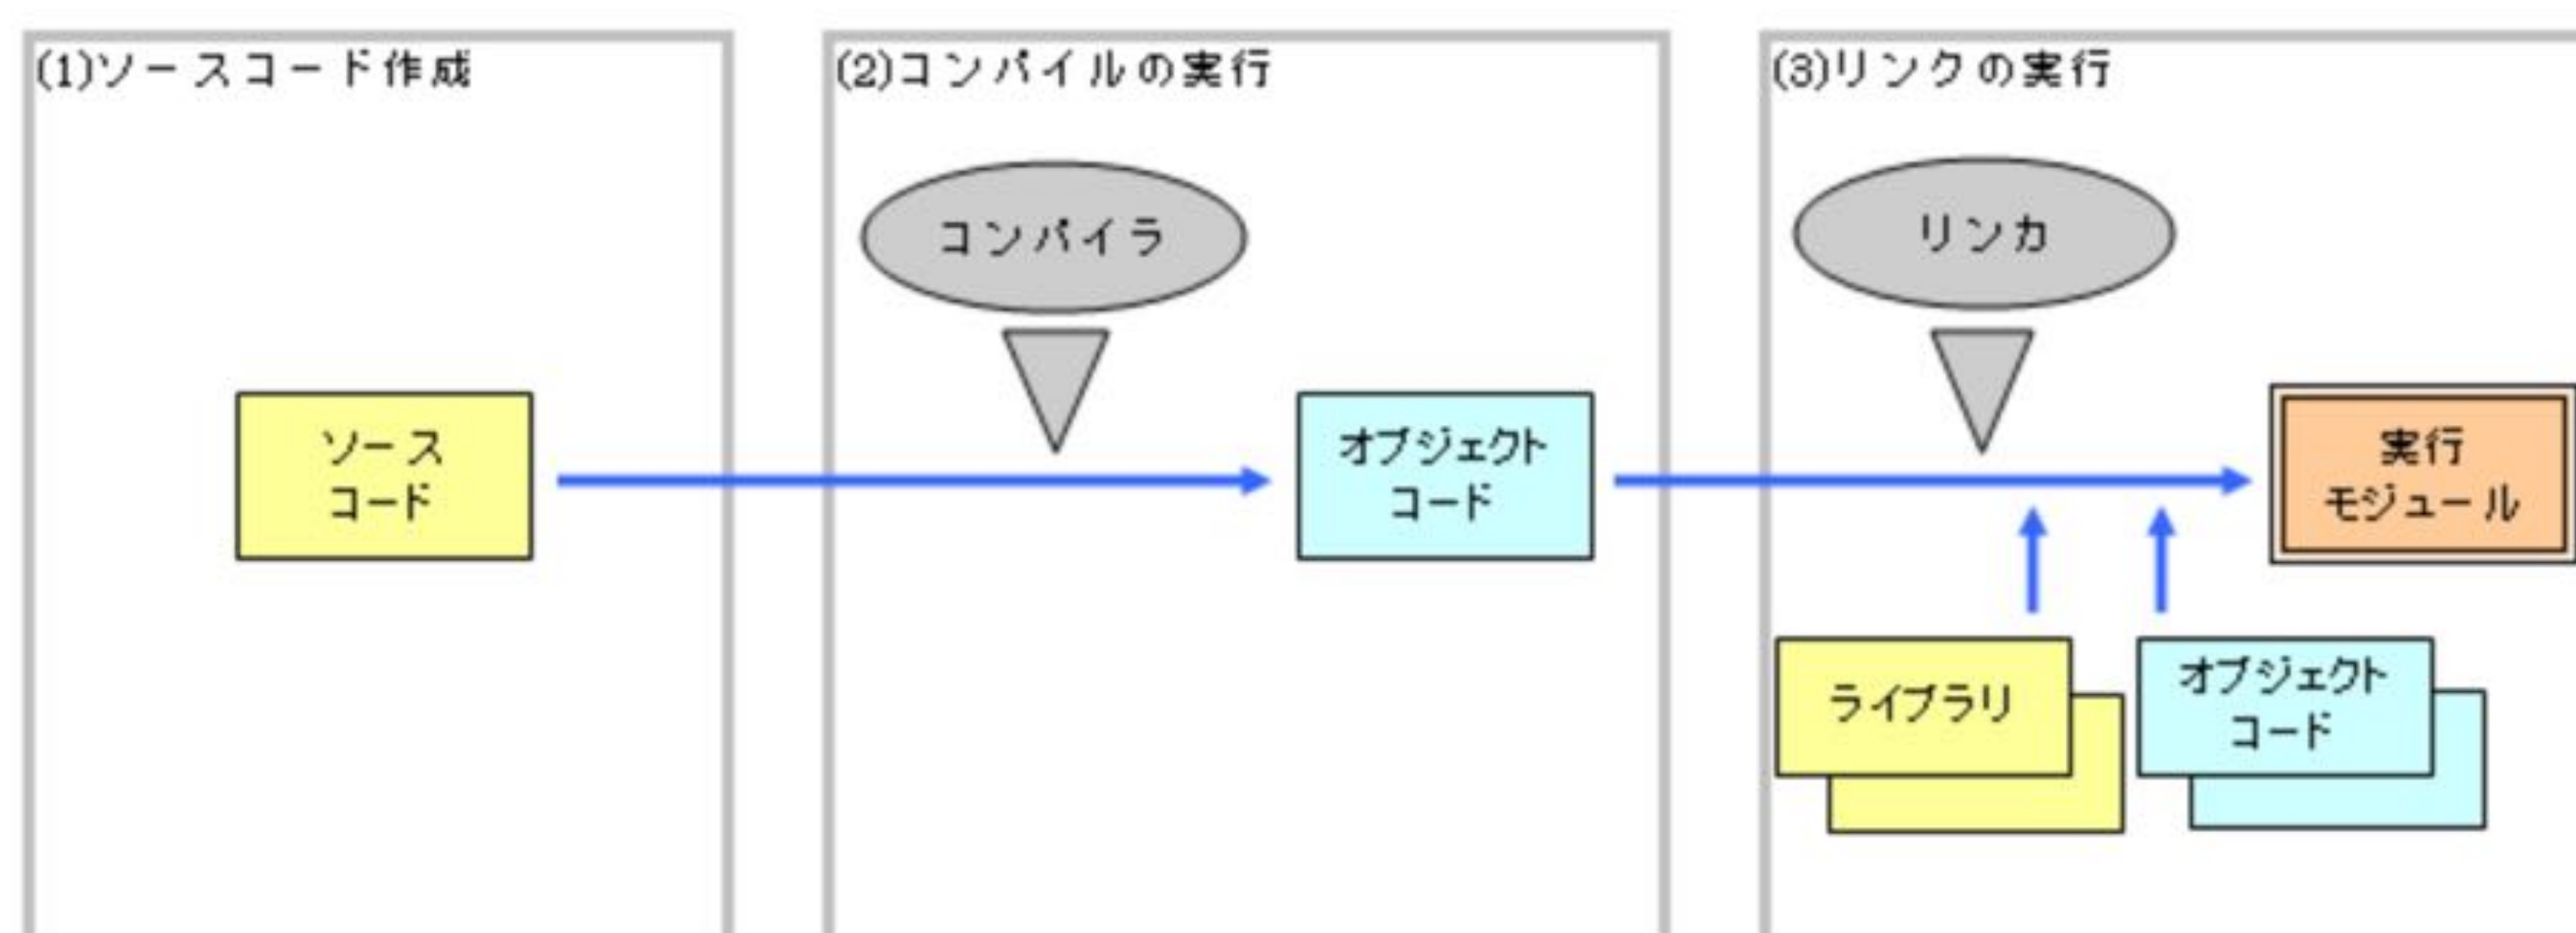 (1)ソースコード作成
(2)コンパイルの実行
(3)リンクの実行
コンパイラ
リンカ
ソース
コード
オブジェクト
コード
実行
モジュール
ライブラリ
オブジェクト
コード